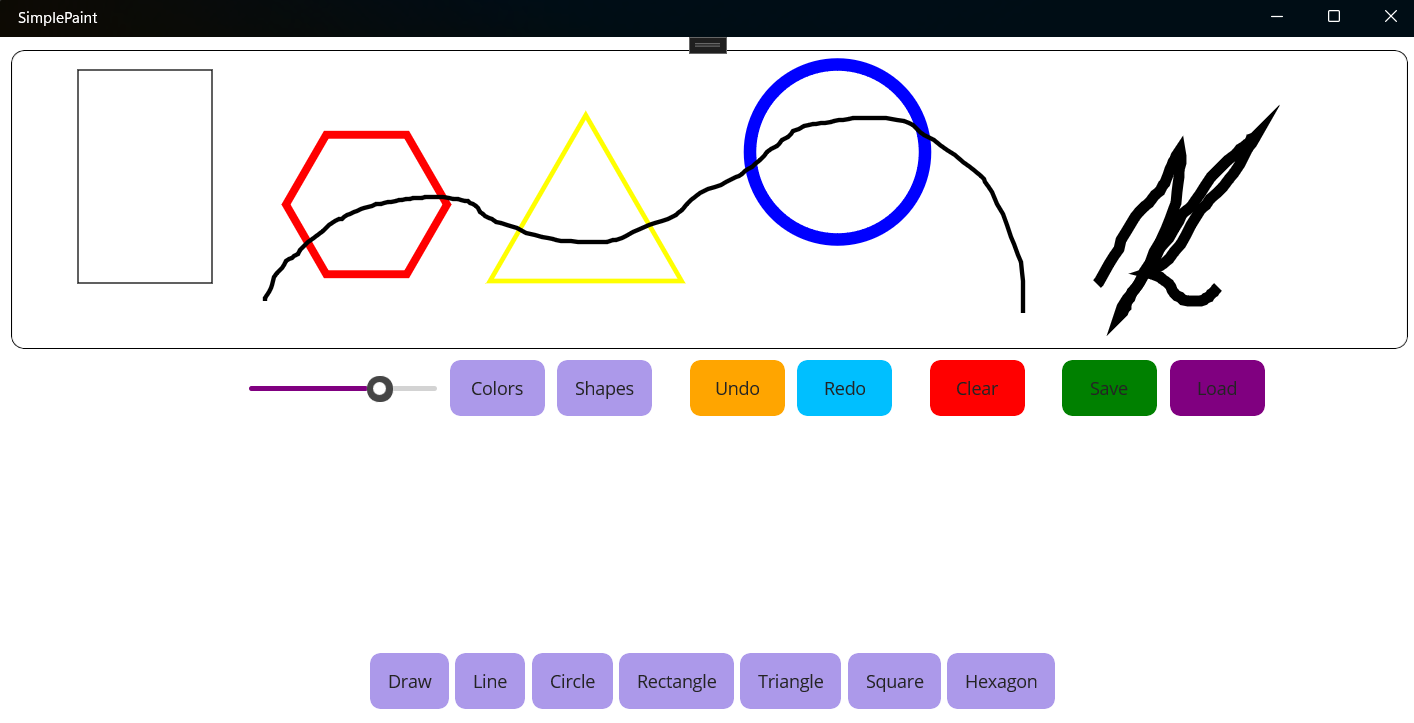 SimplePaint
Colors Shapes Undo Redo Clear Save Load
Draw Line Circle Rectangle Triangle Square Hexagon